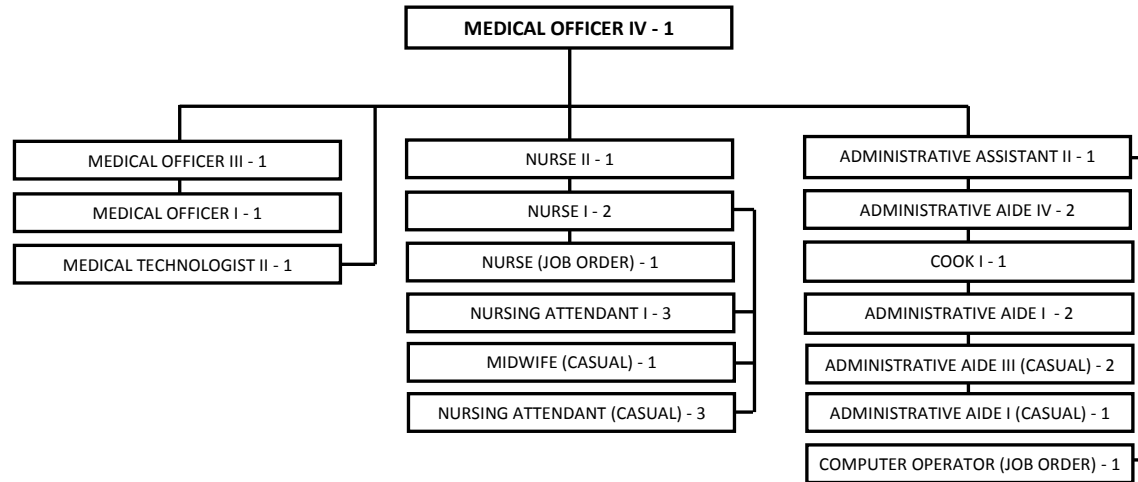 MEDICAL OFFICER IV - 1
MEDICAL OFFICER III - 1
MEDICAL OFFICER I - 1
MEDICAL TECHNOLOGIST II - 1
NURSE II - 1
NURSE I - 2
NURSE (JOB ORDER) - 1
NURSING ATTENDANT I - 3
MIDWIFE (CASUAL) - 1
NURSING ATTENDANT (CASUAL) - 3
ADMINISTRATIVE ASSISTANT II - 1
ADMINISTRATIVE AIDE IV - 2
COOK I - 1
ADMINISTRATIVE AIDE I - 2
ADMINISTRATIVE AIDE III (CASUAL) - 2
ADMINISTRATIVE AIDE I (CASUAL) - 1
COMPUTER OPERATOR (JOB ORDER) - 1